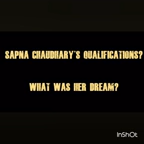 SAPNA CHAUDHARY'S QUALIFICATIONS?
WHAT WAS HER DREAM?
InShOt